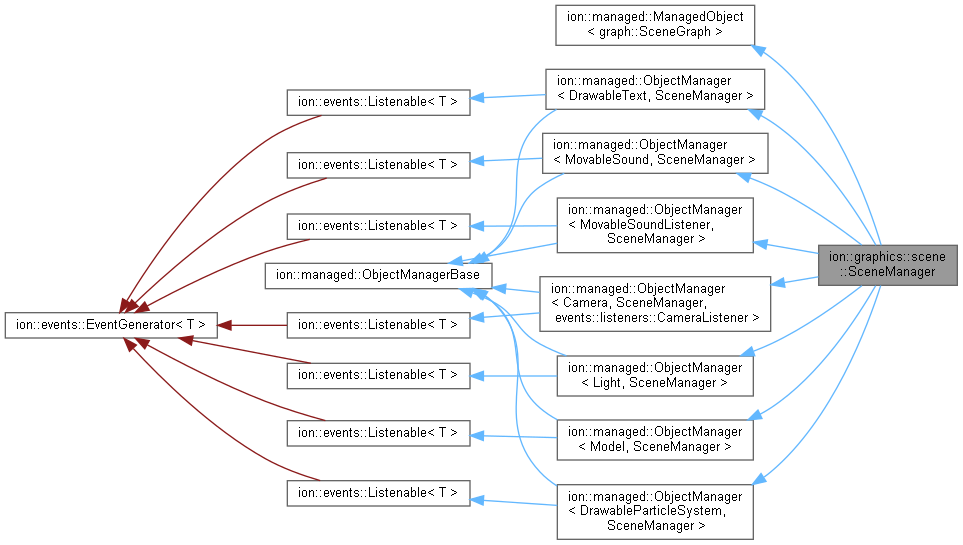 ion::managed::ManagedObject
< graph::SceneGraph >
ion::managed::ObjectManager
< DrawableText, SceneManager >
ion::events::Listenable< T >
ion::managed::ObjectManager
< MovableSound, SceneManager >
ion::events::Listenable< T >
ion::managed::ObjectManager
< MovableSoundListener,
SceneManager >
ion::events::Listenable< T >
ion::graphics::scene
::SceneManager
ion::managed::ObjectManagerBase
ion::managed::ObjectManager
< Camera, SceneManager,
events::listeners::CameraListener >
ion::events::EventGenerator< T >
ion::events::Listenable< T >
ion::managed::ObjectManager
< Light, SceneManager >
ion::events::Listenable< T >
ion::managed::ObjectManager
< Model, SceneManager >
ion::events::Listenable< T >
ion::managed::ObjectManager
< DrawableParticleSystem,
SceneManager >
ion::events::Listenable< T >